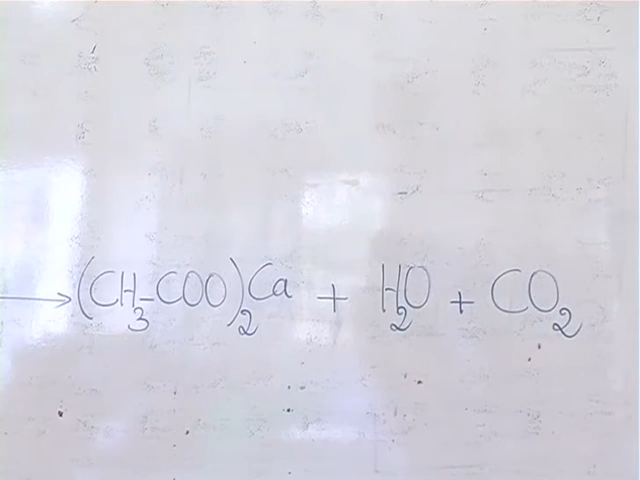 → (CH₃-COO)₂Ca + H₂O + CO₂